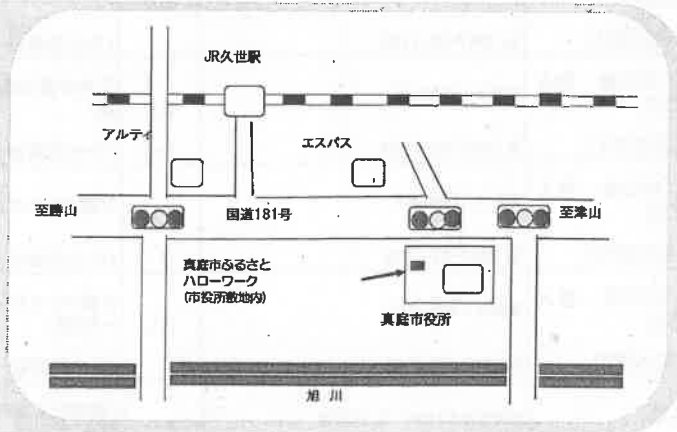 JR久世駅
アルティ
エスパス
至勝山
国道181号
至津山
真庭市ふるさと
ハローワーク
(市役所敷地内)
真庭市役所
旭川